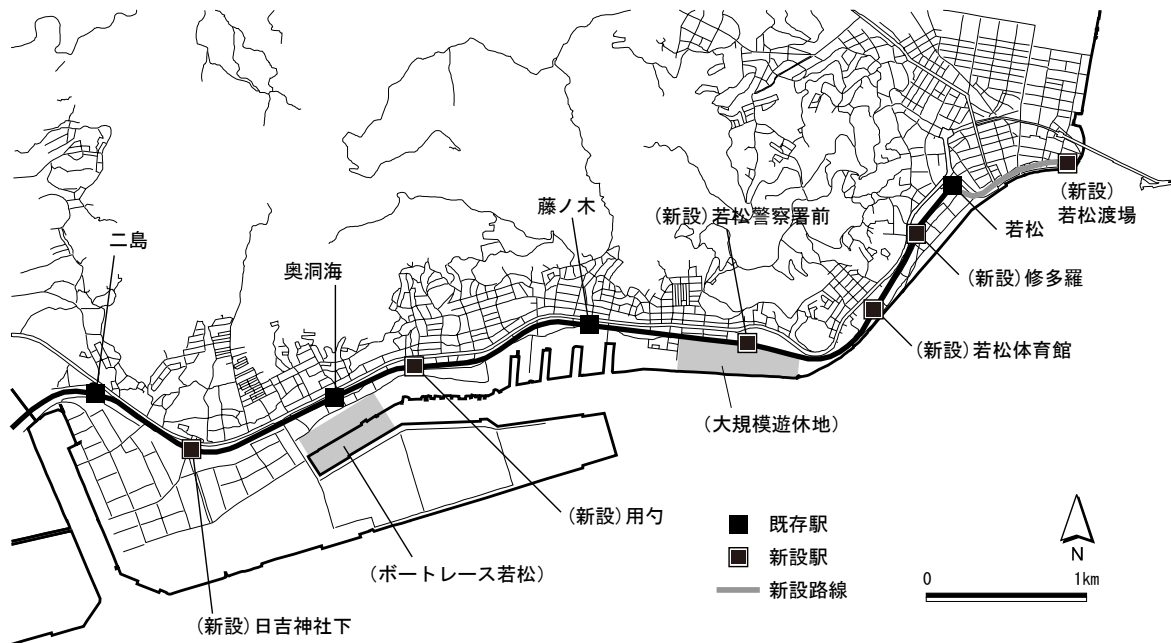 二島
奥洞海
藤ノ木
(新設)若松警察署前
(新設)
若松渡場
若松
(新設)修多羅
(新設)若松体育館
(大規模遊休地)
(新設)用勺
(ボートレース若松)
(新設)日吉神社下
既存駅
新設駅
新設路線
N
0 1km